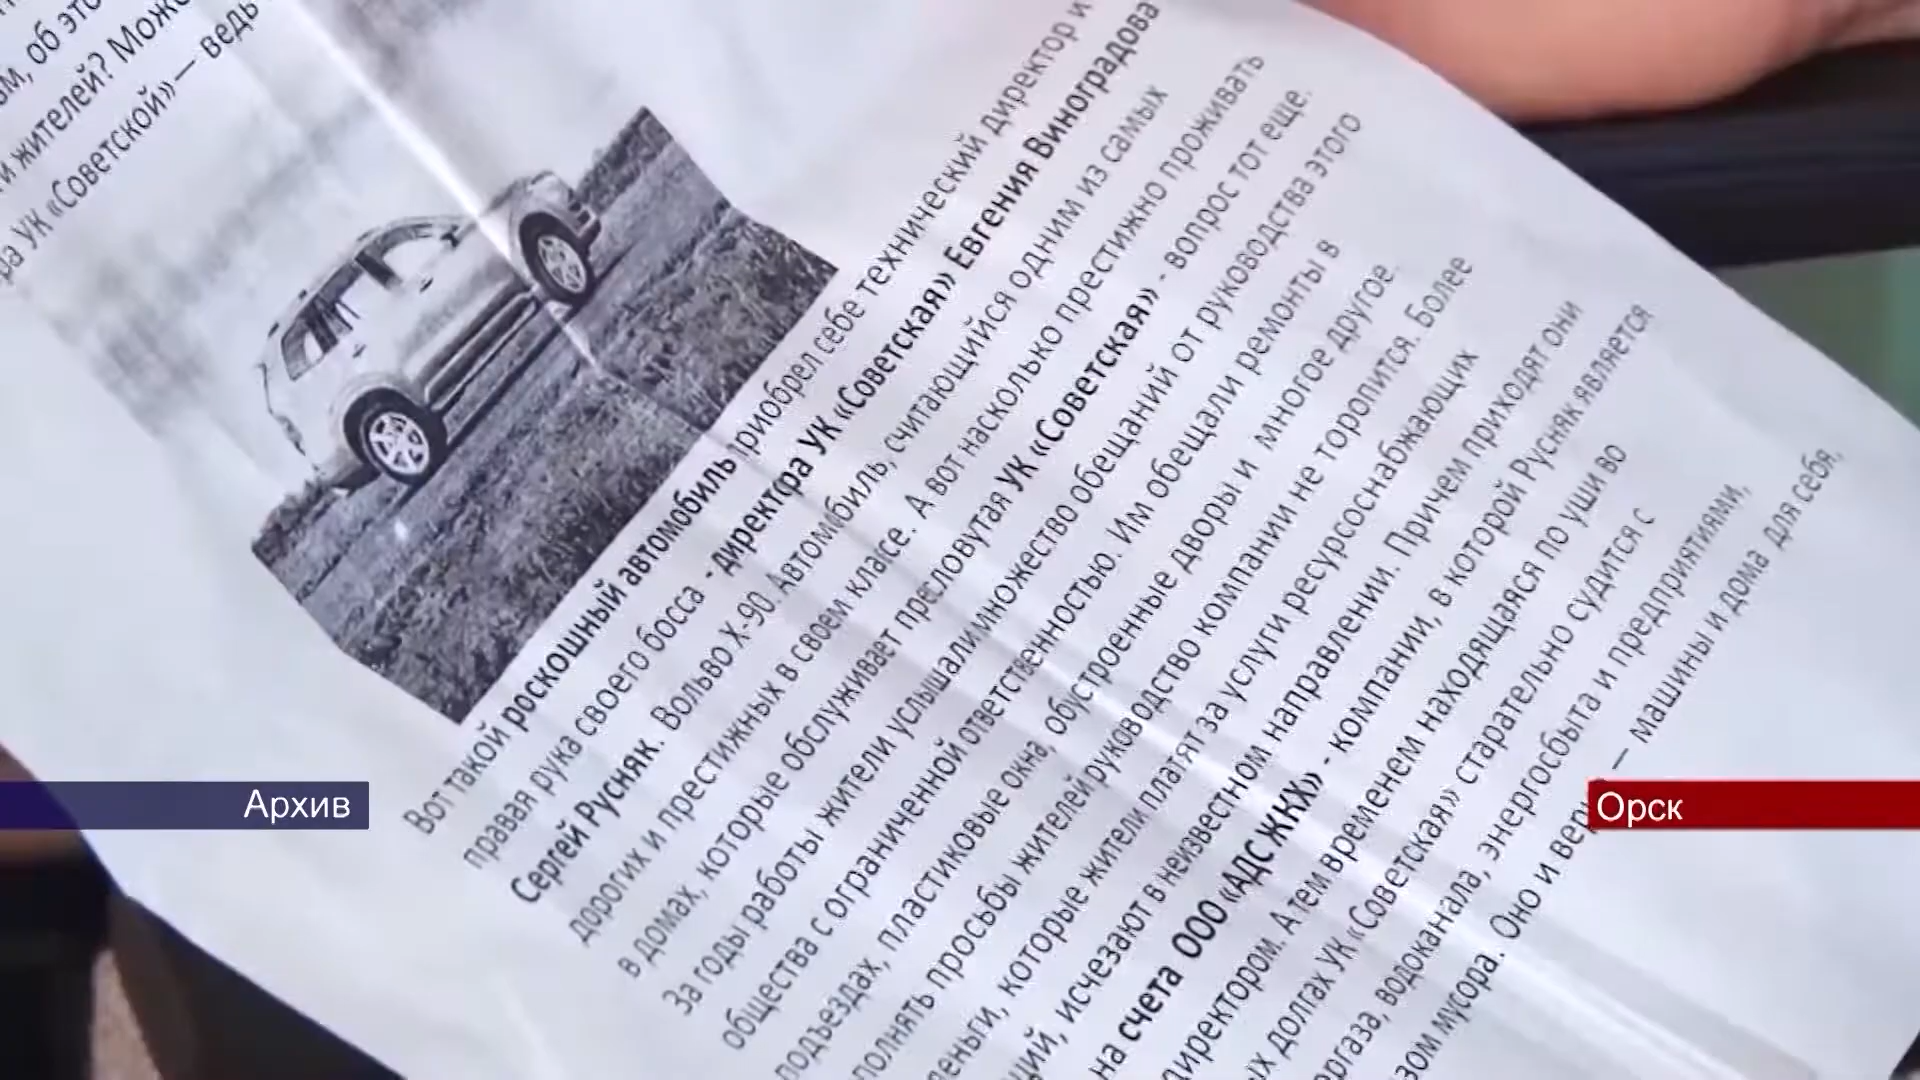 об это
и жителей? Може
ра УК «Советской» — ведь
Вот такой роскошный автомобиль приобрел себе технический директор и
правая рука своего босса - директора УК «Советская» Евгения Виноградова
Сергей Русняк. Вольво Х-90. Автомобиль, считающийся одним из самых
дорогих и престижных в своем классе. А вот насколько престижно проживать
в домах, которые обслуживает пресловутая УК «Советская» - вопрос тот еще.
За годы работы жители услышали множество обещаний от руководства этого
общества с ограниченной ответственностью. Им обещали ремонты в
подъездах, пластиковые окна, обустроенные дворы и многое другое.
полнять просьбы жителей руководство компании не торопится. Более
еньги, которые жители платят за услуги ресурсоснабжающих
ций, исчезают в неизвестном направлении. Причем приходят они
на счета ООО «АДС ЖКХ» - компании, в которой Русняк является
директором. А тем временем находящаяся по уши во
ых долгах УК «Советская» старательно судится с
ергаза, водоканала, энергосбыта и предприятиями,
зом мусора. Оно и вер — машины и дома для себя,
Архив
Орск